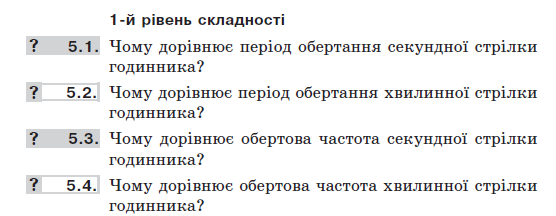 1-й рівень складності
? 5.1. Чому дорівнює період обертання секундної стрілки
годинника?
? 5.2. Чому дорівнює період обертання хвилинної стрілки
годинника?
? 5.3. Чому дорівнює обертова частота секундної стрілки
годинника?
? 5.4. Чому дорівнює обертова частота хвилинної стрілки
годинника?